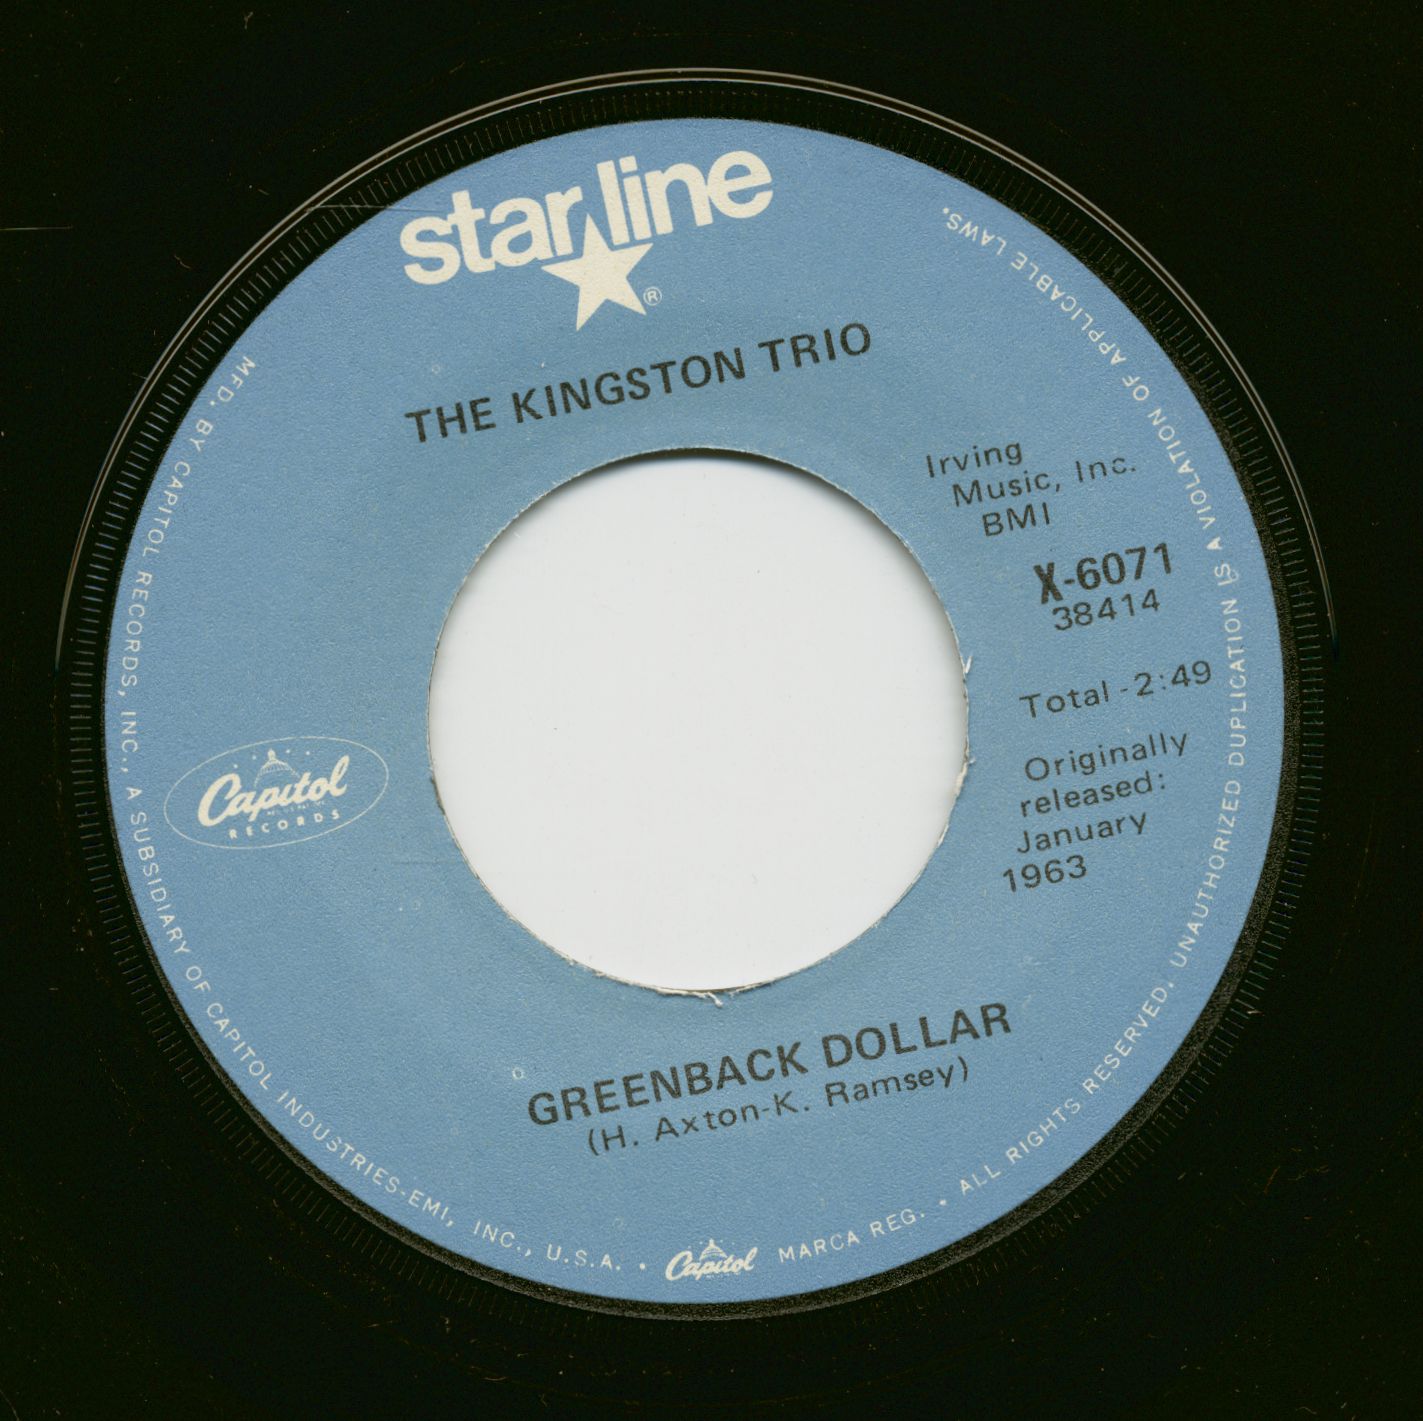 star line
®
THE KINGSTON TRIO
Irving
Music, Inc.
BMI
X-6071
38414
Total -2:49
Originally
released:
January
1963
Capitol
RECORDS
GREENBACK DOLLAR
(H. Axton-K. Ramsey)
MFD. BY CAPITOL RECORDS, INC., A SUBSIDIARY OF CAPITOL INDUSTRIES-EMI, INC., U.S.A. • Capitol MARCA REG. • ALL RIGHTS RESERVED. UNAUTHORIZED DUPLICATION IS A VIOLATION OF APPLICABLE LAWS.